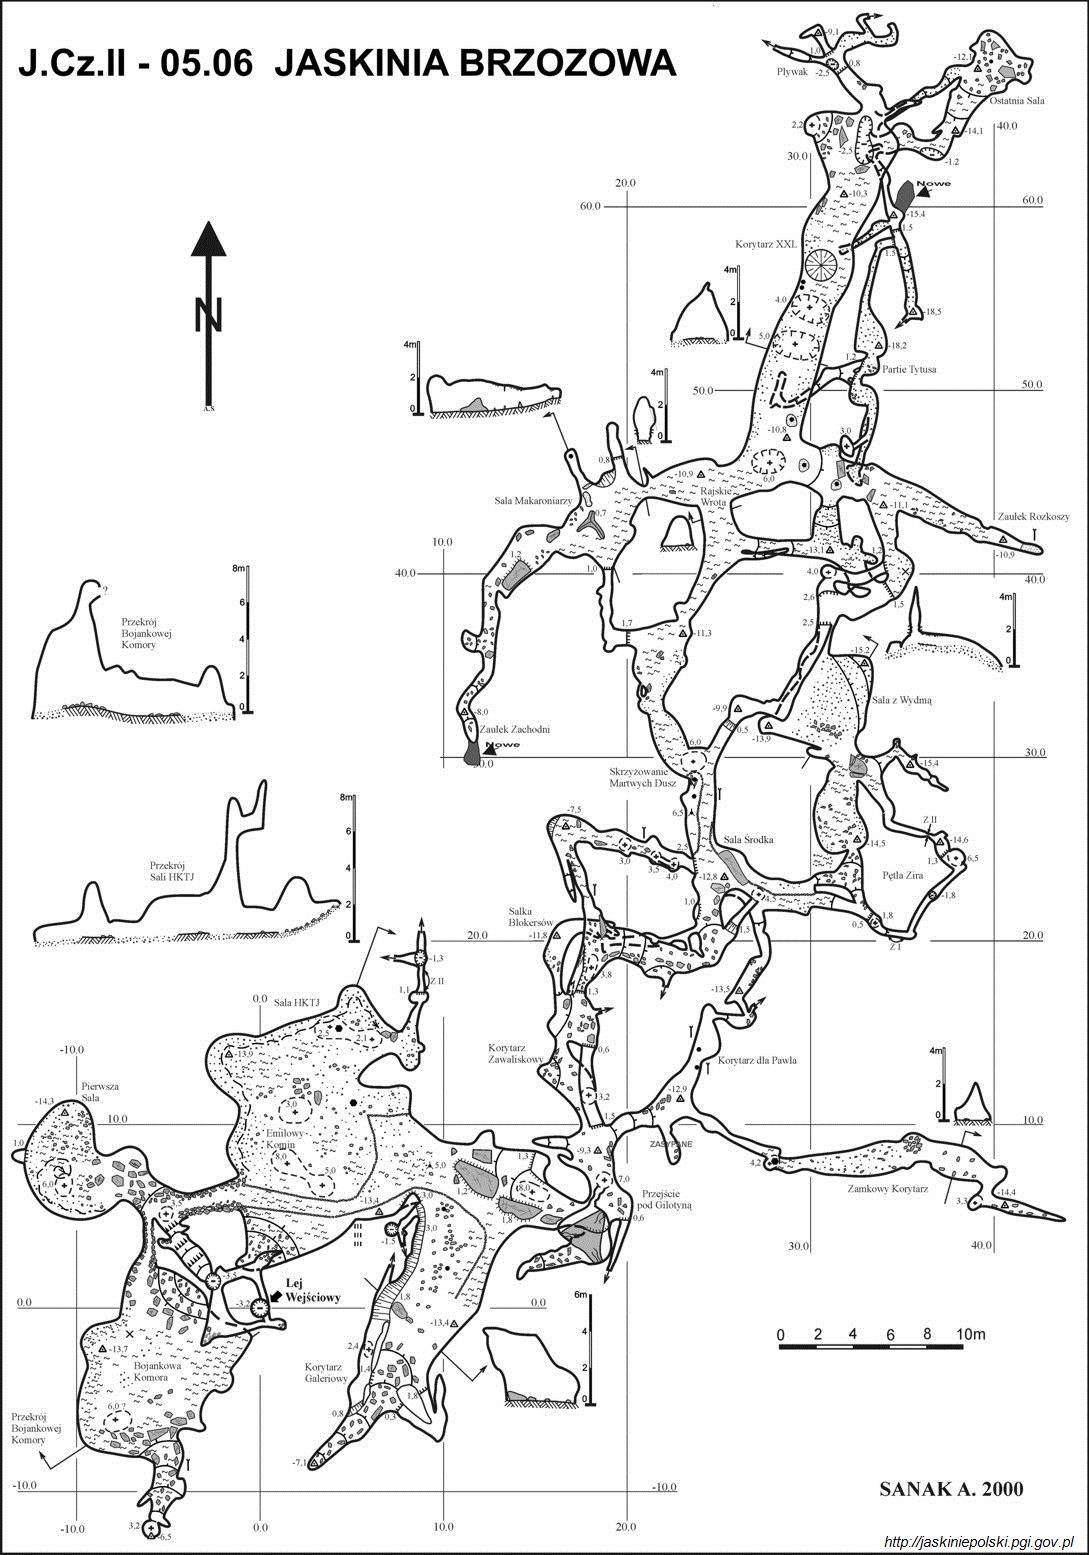 J.Cz.II - 05.06 JASKINIA BRZOZOWA
-9,1
1,0
0,8
Pływak
-2,5
-12,1
Ostatnia Sala
2,2
-2,5
-14,1
40.0
30.0
-1.2
20.0
-10,3
Nowe
60.0
-15.4
60.0
1.5
Korytarz XXL
1.5
N
A.S
4m
2
0
4.0
-18,5
5,0
4m
2
0
1,2
-18,2
Partie Tytusa
4m
2
0
50.0
50.0
-10,8
3.0
0,8
-10,9
6,0
Sala Makaroniarzy
0,7
Rajskie
Wrota
-11,1
Zaułek Rozkoszy
10.0
1,2
-13,1
1,2
-10.9
40.0
1,0
4,0
40.0
8m
6
4
2
0
?
Przekrój
Bojankowej
Komory
2,6
1,5
4m
2
0
1,7
-11,3
2,5
-15.2
-8,0
Zaułek Zachodni
Nowe
30.0
-9,9
0,5
-13,9
Sala z Wydmą
6,0
30.0
Skrzyżowanie
Martwych Dusz
-15,4
8m
6
4
2
0
Przekrój
Sali HKTJ
-7,5
6,5
Sala Środka
Z II
-14,6
3,0
3,5
4,0
2,5
-12,8
-14,5
1,3
6,5
Pętla Zira
1,0
4,5
-1,8
Salka
Blokersów
-11,8
1,5
0,5
1,8
Z I
20.0
20.0
-1,3
Z II
1,1
3,8
1,3
-13,5
0.0
Sala HKTJ
2,1
-13,9
Korytarz
Zawaliskowy
0,6
Korytarz dla Pawła
-10.0
Pierwsza
Sala
-14,3
3,2
-12,9
4m
2
0
3,0
10.0
1,5
10.0
1,0
Emilowy
Komin
8,0
5,0
ZASYPANE
-9,3
4,2
6,0
5,0
1,3
1,2
8,0
7,0
Zamkowy Korytarz
-13,4
3,0
1,8
Przejście
pod Gilotyną
0,6
3,3
-14,4
-1.5
3,0
30.0
40.0
-3,5
-3,2
Lej
Wejściowy
1,8
0.0
0.0
6m
4
2
0
-13,4
-13,7
Bojankowa
Komora
2,4
1,4
Korytarz
Galeriowy
0 2 4 6 8 10m
6,0 ?
0,8
1,8
0,3
Przekrój
Bojankowej
Komory
-7,1
-10.0
-10.0
SANAK A. 2000
3,2
-6,5
-10.0
0.0
10.0
20.0
http://jaskiniepolski.pgi.gov.pl